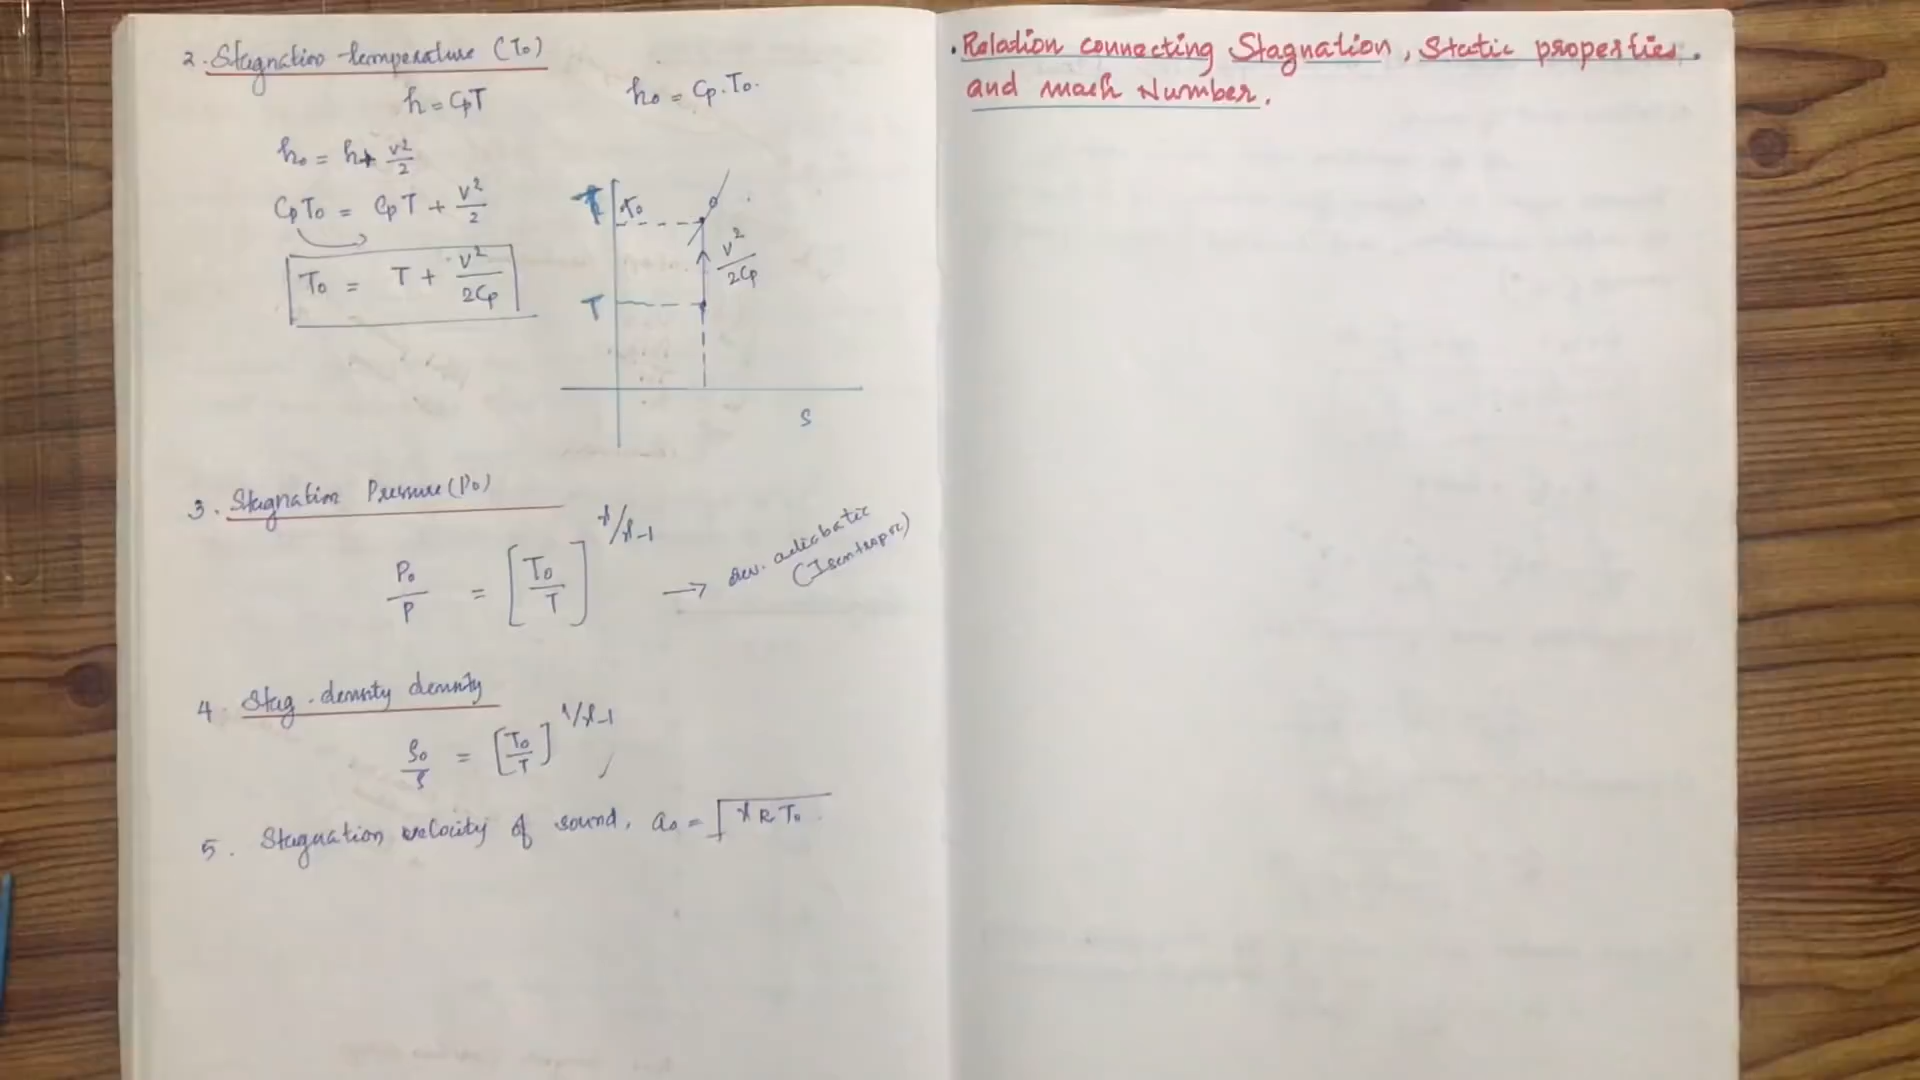 2. Stagnation temperature (T₀)
h = CpT
h₀ = Cp.T₀.
h₀ = h + V²/2
CpT₀ = CpT + V²/2
T₀ = T + V²/2Cp
T₀
V²/2Cp
T
S
3. Stagnation Pressure (P₀)
P₀/P = [T₀/T]^γ/γ-1 → rev. adiabatic
(Isentropic)
4. Stag. density density
ρ₀/ρ = [T₀/T]^1/γ-1
5. Stagnation velocity of sound, a₀ = √γRT₀
. Relation connecting Stagnation, Static properties.
and mach Number.